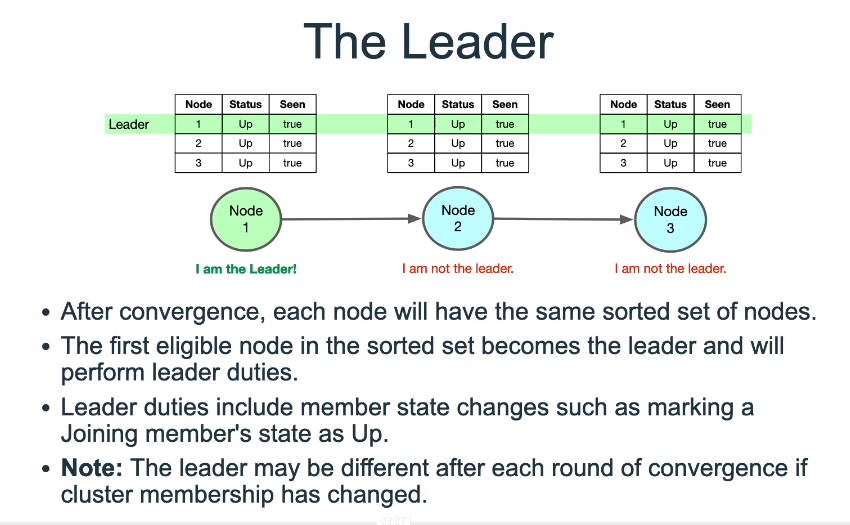 The Leader
Node Status Seen Node Status Seen Node Status Seen
Leader 1 Up true 1 Up true 1 Up true
2 Up true 2 Up true 2 Up true
3 Up true 3 Up true 3 Up true
Node Node Node
1 2 3
I am the Leader! I am not the leader. I am not the leader.
• After convergence, each node will have the same sorted set of nodes.
• The first eligible node in the sorted set becomes the leader and will
perform leader duties.
• Leader duties include member state changes such as marking a
Joining member's state as Up.
• Note: The leader may be different after each round of convergence if
cluster membership has changed.
03:27